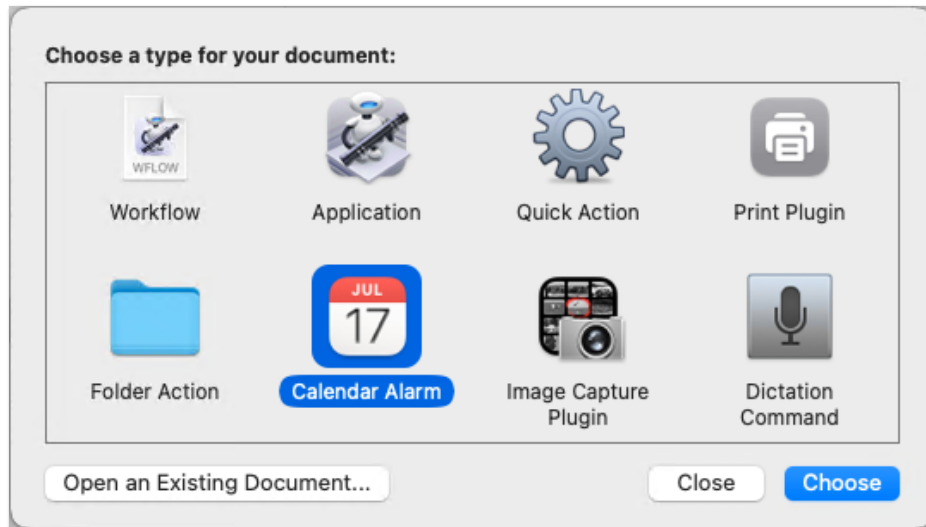 Choose a type for your document:
WFLOW
Workflow
Application
Quick Action
Print Plugin
JUL
17
Folder Action
Calendar Alarm
Image Capture
Plugin
Dictation
Command
Open an Existing Document...
Close
Choose